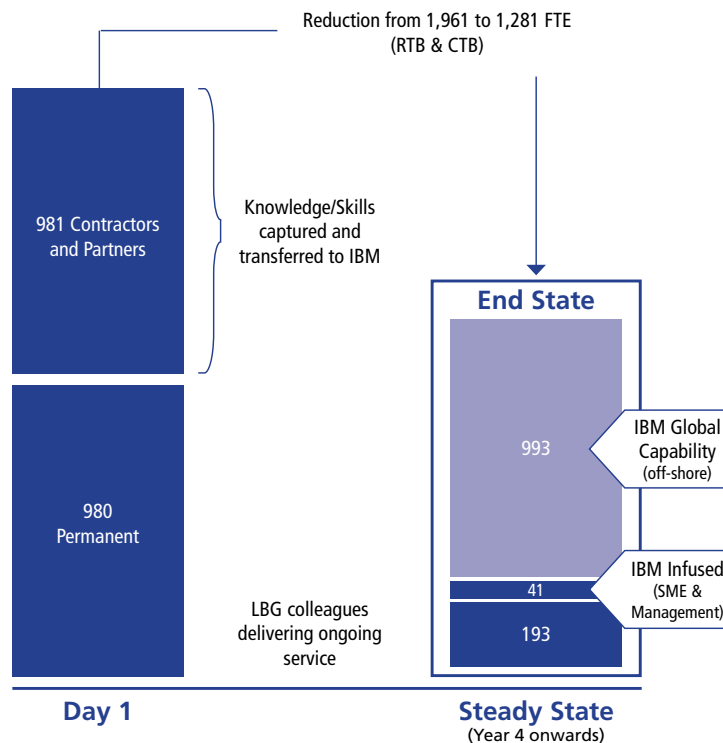 Reduction from 1,961 to 1,281 FTE
(RTB & CTB)
981 Contractors
and Partners
Knowledge/Skills
captured and
transferred to IBM
End State
993
IBM Global
Capability
(off-shore)
980
Permanent
41
IBM Infused
(SME &
Management)
LBG colleagues
delivering ongoing
service
193
Day 1
Steady State
(Year 4 onwards)